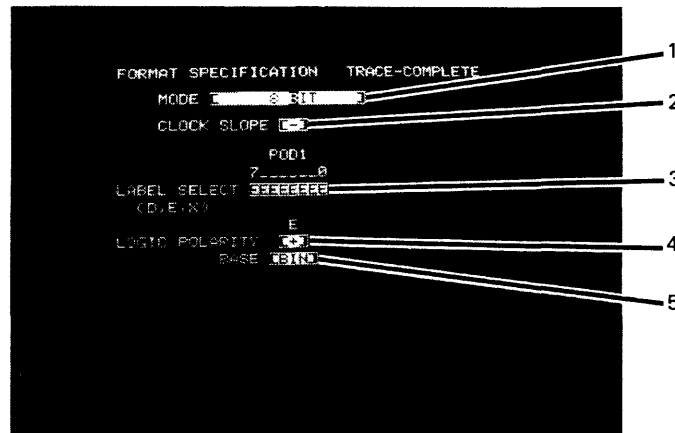 FORMAT SPECIFICATION TRACE-COMPLETE
MODE [ 8 BIT ]
CLOCK SLOPE [-]
POD1
7......0
LABEL SELECT EEEEEEEE
(D,E,X)
E
LOGIC POLARITY [+]
BASE [BIN]
1
2
3
4
5